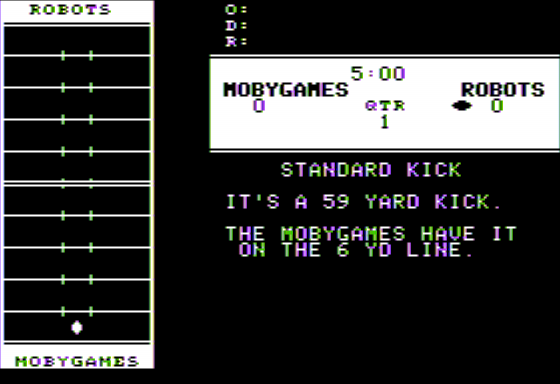 ROBOTS
MOBYGAMES
O:
D:
R:
5:00
MOBYGAMES ROBOTS
0 QTR 0
1
STANDARD KICK
IT'S A 59 YARD KICK.
THE MOBYGAMES HAVE IT
ON THE 6 YD LINE.